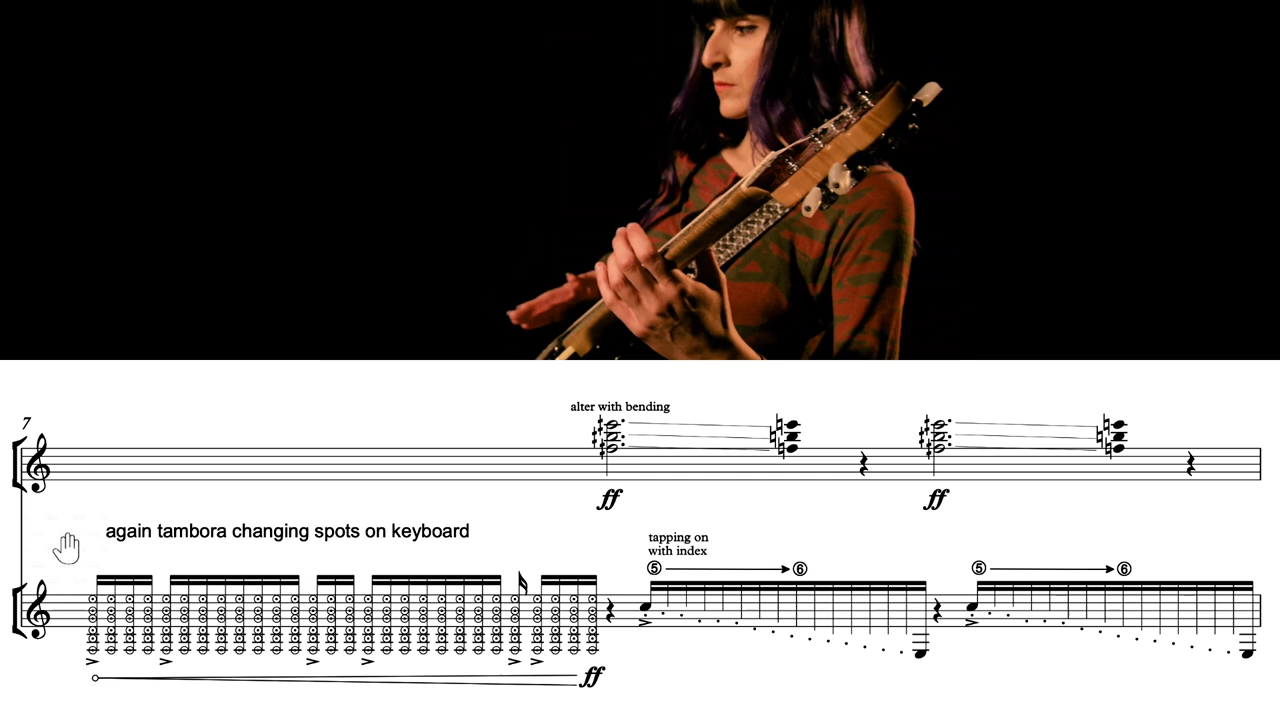 7
alter with bending
ff
ff
again tambora changing spots on keyboard
tapping on
with index
⑤ ⑥
⑤ ⑥
ff